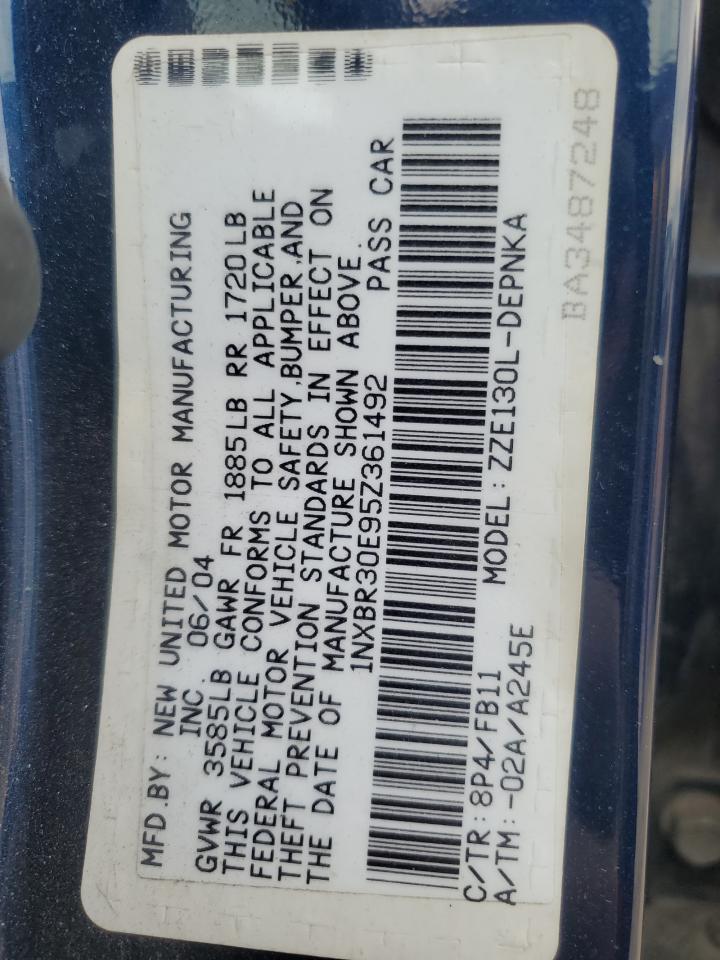 MFD.BY: NEW UNITED MOTOR MANUFACTURING
INC. 06/04
GVWR 3585LB GAWR FR 1885LB RR 1720LB
THIS VEHICLE CONFORMS TO ALL APPLICABLE
FEDERAL MOTOR VEHICLE SAFETY,BUMPER,AND
THEFT PREVENTION STANDARDS IN EFFECT ON
THE DATE OF MANUFACTURE SHOWN ABOVE.
1NXBR30E95Z361492 PASS CAR
C/TR:8P4/FB11 MODEL:ZZE130L-DEPNKA
A/TM:-02A/A245E
BA3487248